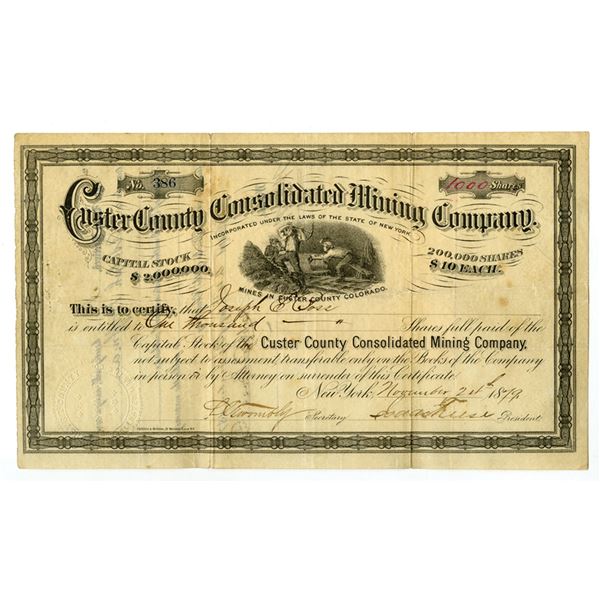 No. 386
1000 Shares
Custer County Consolidated Mining Company.
INCORPORATED UNDER THE LAWS OF THE STATE OF NEW YORK
CAPITAL STOCK
$2,000,000,
200,000 SHARES
$10 EACH.
MINES IN CUSTER COUNTY COLORADO.
This is to certify, that Joseph E.
is entitled to One thousand — "
Shares full paid of the
Capital Stock of the Custer County Consolidated Mining Company,
not subject to assessment, transferable only on the Books of the Company
in person or by Attorney on surrender of this Certificate.
New York, November 21st 1879
Secretary
President